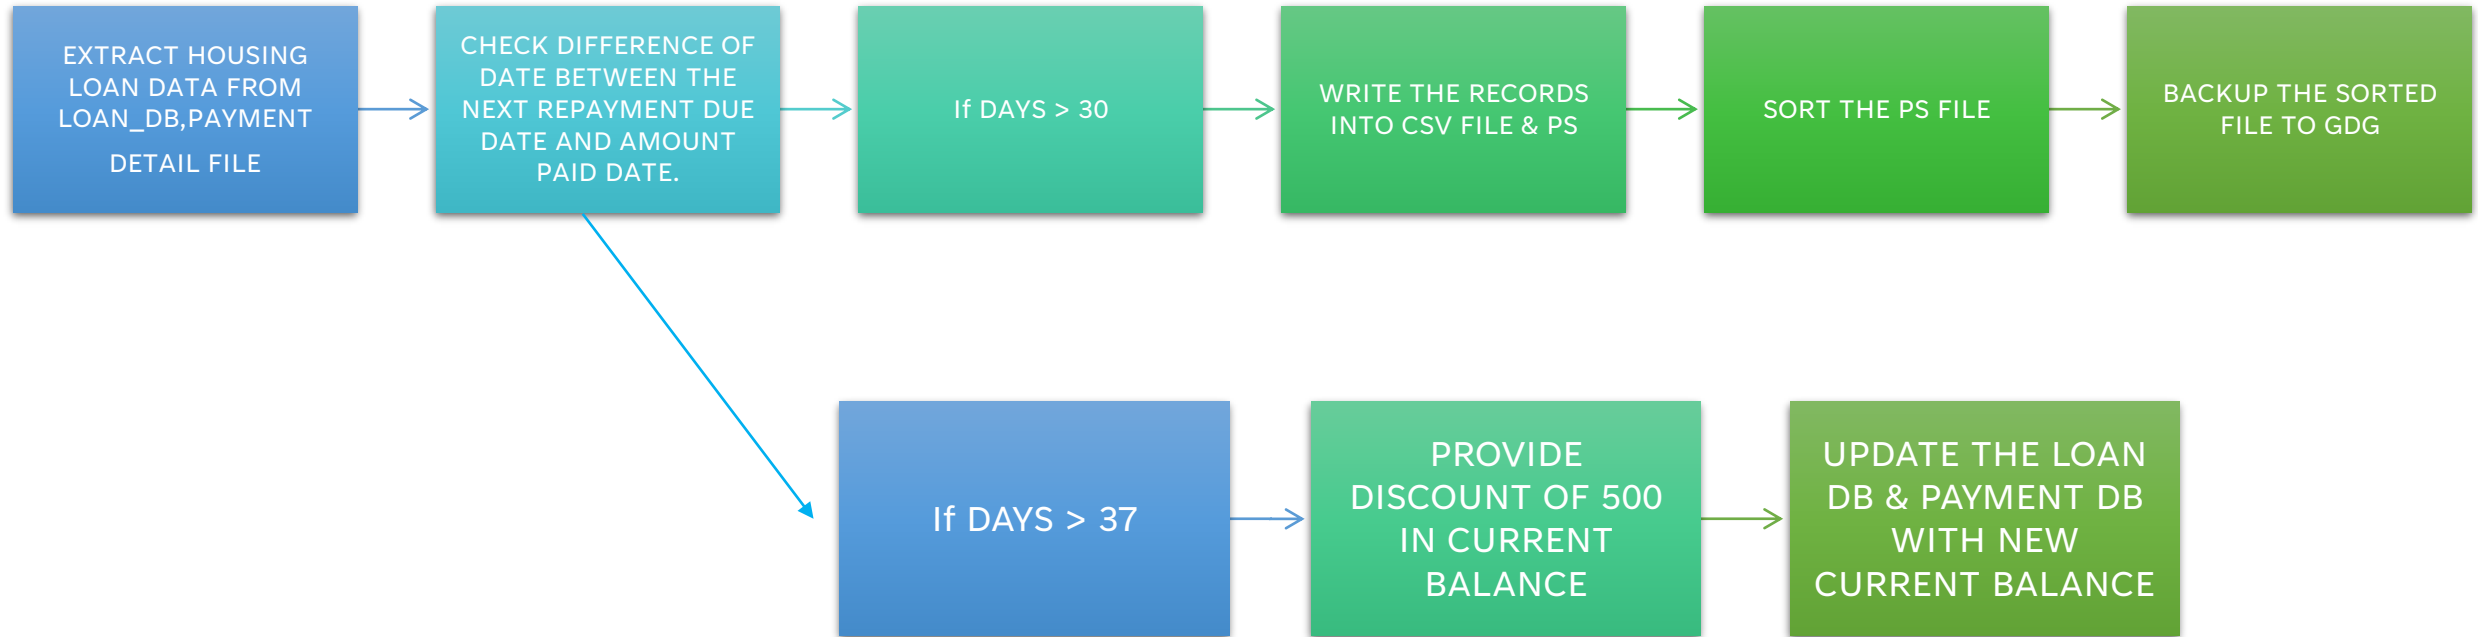 EXTRACT HOUSING
LOAN DATA FROM
LOAN_DB,PAYMENT
DETAIL FILE
CHECK DIFFERENCE OF
DATE BETWEEN THE
NEXT REPAYMENT DUE
DATE AND AMOUNT
PAID DATE.
If DAYS > 30
WRITE THE RECORDS
INTO CSV FILE & PS
SORT THE PS FILE
BACKUP THE SORTED
FILE TO GDG
If DAYS > 37
PROVIDE
DISCOUNT OF 500
IN CURRENT
BALANCE
UPDATE THE LOAN
DB & PAYMENT DB
WITH NEW
CURRENT BALANCE